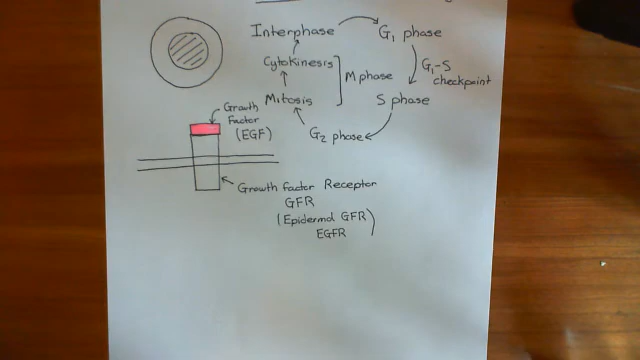 Interphase
G₁ phase
Cytokinesis
G₁-S
checkpoint
M phase
Mitosis
S phase
Growth
Factor
(EGF)
G₂ phase
Growth factor Receptor
GFR
(Epidermal GFR)
EGFR